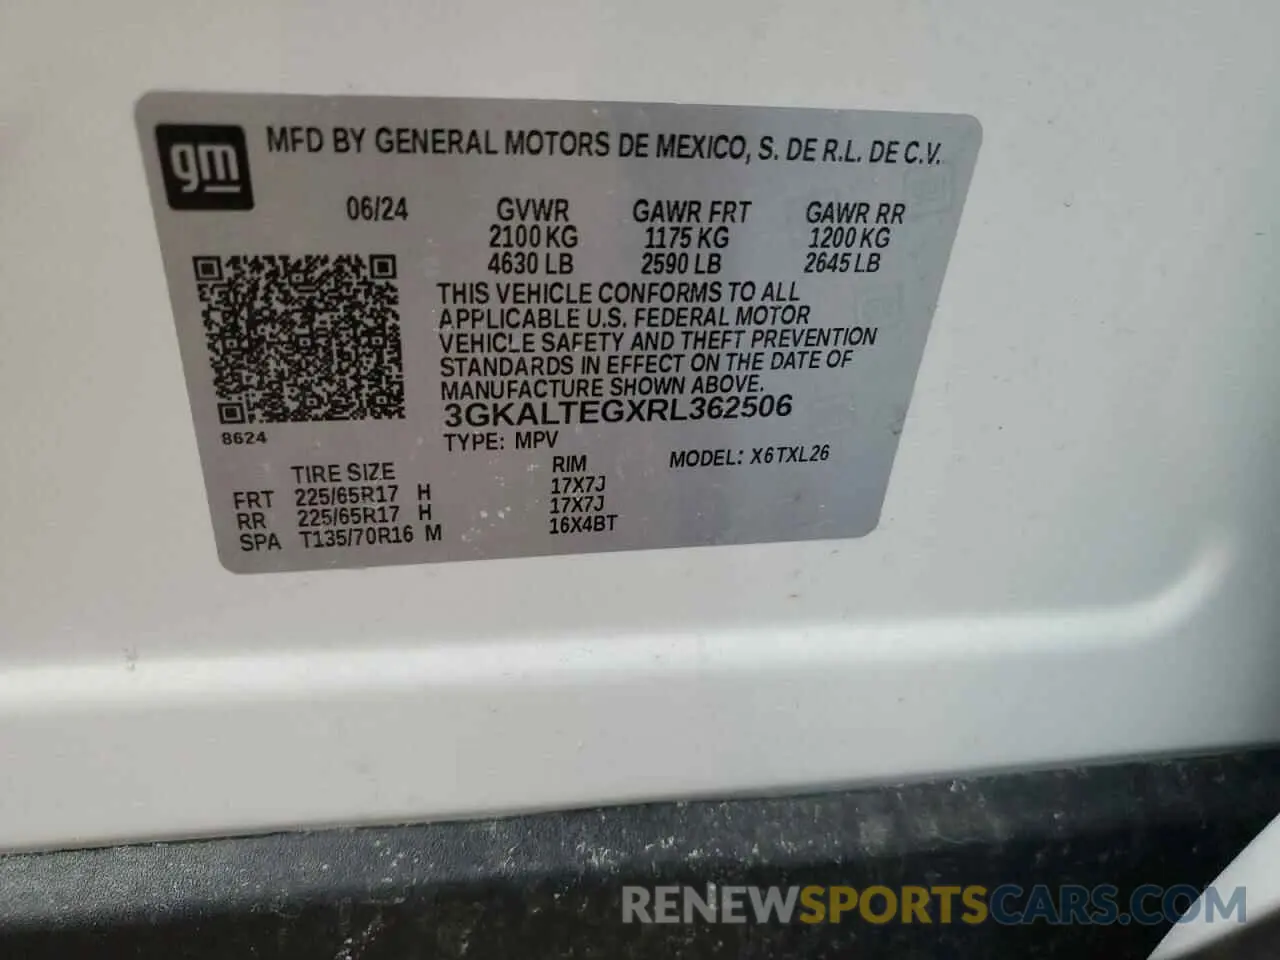 gm MFD BY GENERAL MOTORS DE MEXICO, S. DE R.L. DE C.V.
06/24 GVWR GAWR FRT GAWR RR
2100 KG 1175 KG 1200 KG
4630 LB 2590 LB 2645 LB
THIS VEHICLE CONFORMS TO ALL
APPLICABLE U.S. FEDERAL MOTOR
VEHICLE SAFETY AND THEFT PREVENTION
STANDARDS IN EFFECT ON THE DATE OF
MANUFACTURE SHOWN ABOVE.
3GKALTEGXRL362506
8624 TYPE: MPV MODEL: X6TXL26
TIRE SIZE RIM
FRT 225/65R17 H 17X7J
RR 225/65R17 H 17X7J
SPA T135/70R16 M 16X4BT
RENEWSPORTSCARS.COM